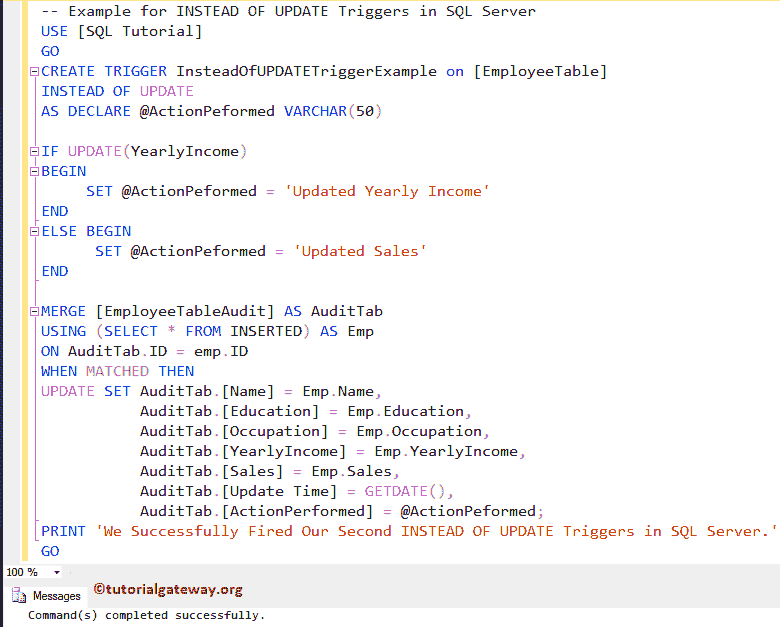 -- Example for INSTEAD OF UPDATE Triggers in SQL Server
USE [SQL Tutorial]
GO
CREATE TRIGGER InsteadOfUPDATETriggerExample on [EmployeeTable]
INSTEAD OF UPDATE
AS DECLARE @ActionPeformed VARCHAR(50)
IF UPDATE(YearlyIncome)
BEGIN
SET @ActionPeformed = 'Updated Yearly Income'
END
ELSE BEGIN
SET @ActionPeformed = 'Updated Sales'
END
MERGE [EmployeeTableAudit] AS AuditTab
USING (SELECT * FROM INSERTED) AS Emp
ON AuditTab.ID = emp.ID
WHEN MATCHED THEN
UPDATE SET AuditTab.[Name] = Emp.Name,
AuditTab.[Education] = Emp.Education,
AuditTab.[Occupation] = Emp.Occupation,
AuditTab.[YearlyIncome] = Emp.YearlyIncome,
AuditTab.[Sales] = Emp.Sales,
AuditTab.[Update Time] = GETDATE(),
AuditTab.[ActionPerformed] = @ActionPeformed;
PRINT 'We Successfully Fired Our Second INSTEAD OF UPDATE Triggers in SQL Server.'
GO
100 %
©tutorialgateway.org
Messages
Command(s) completed successfully.